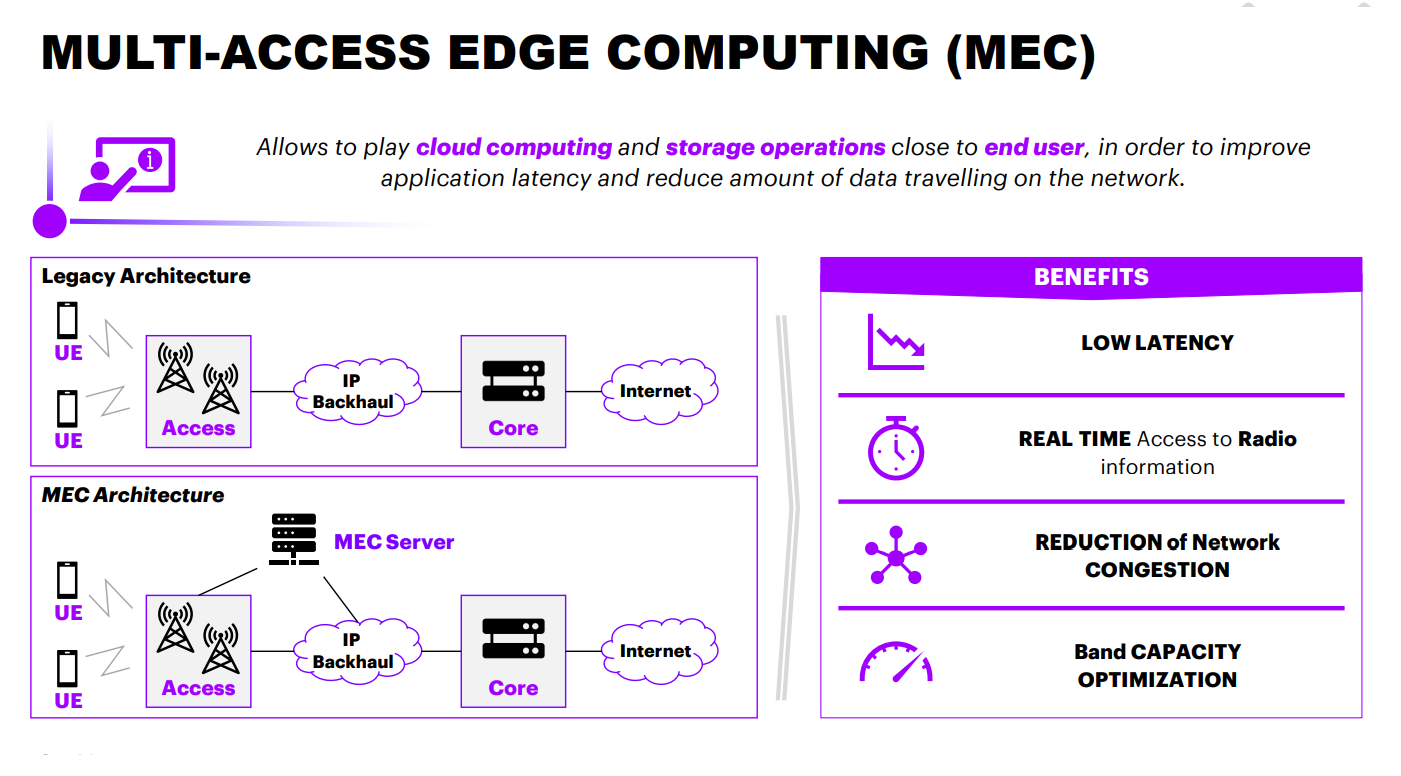 MULTI-ACCESS EDGE COMPUTING (MEC)
i
Allows to play cloud computing and storage operations close to end user, in order to improve
application latency and reduce amount of data travelling on the network.
Legacy Architecture
UE
UE
Access
IP
Backhaul
Core
Internet
MEC Architecture
MEC Server
UE
UE
Access
IP
Backhaul
Core
Internet
BENEFITS
LOW LATENCY
REAL TIME Access to Radio
information
REDUCTION of Network
CONGESTION
Band CAPACITY
OPTIMIZATION